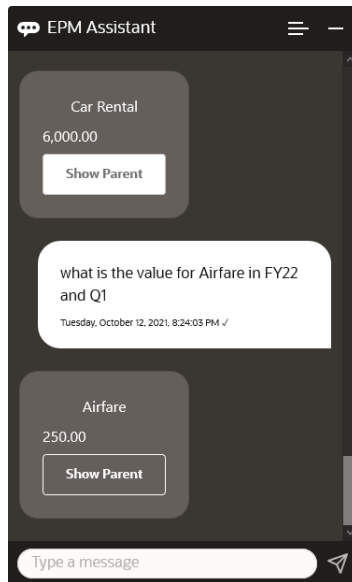 EPM Assistant
Car Rental
6,000.00
Show Parent
what is the value for Airfare in FY22
and Q1
Tuesday, October 12, 2021, 8:24:03 PM ✓
Airfare
250.00
Show Parent
Type a message